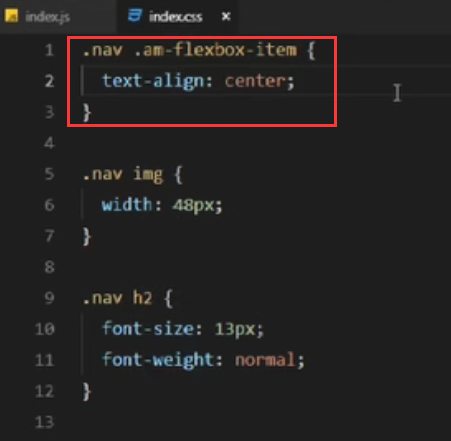 index.js index.css ×
1 .nav .am-flexbox-item {
2 text-align: center;
3 }
4
5 .nav img {
6 width: 48px;
7 }
8
9 .nav h2 {
10 font-size: 13px;
11 font-weight: normal;
12 }
13